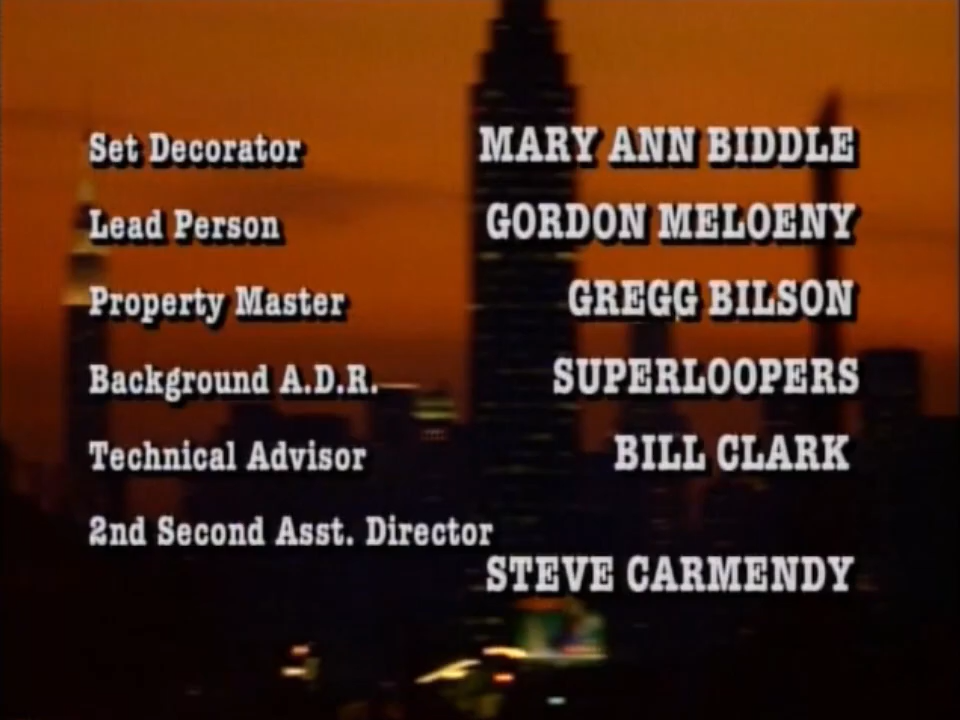 Set Decorator MARY ANN BIDDLE
Lead Person GORDON MELOENY
Property Master GREGG BILSON
Background A.D.R. SUPERLOOPERS
Technical Advisor BILL CLARK
2nd Second Asst. Director
STEVE CARMENDY